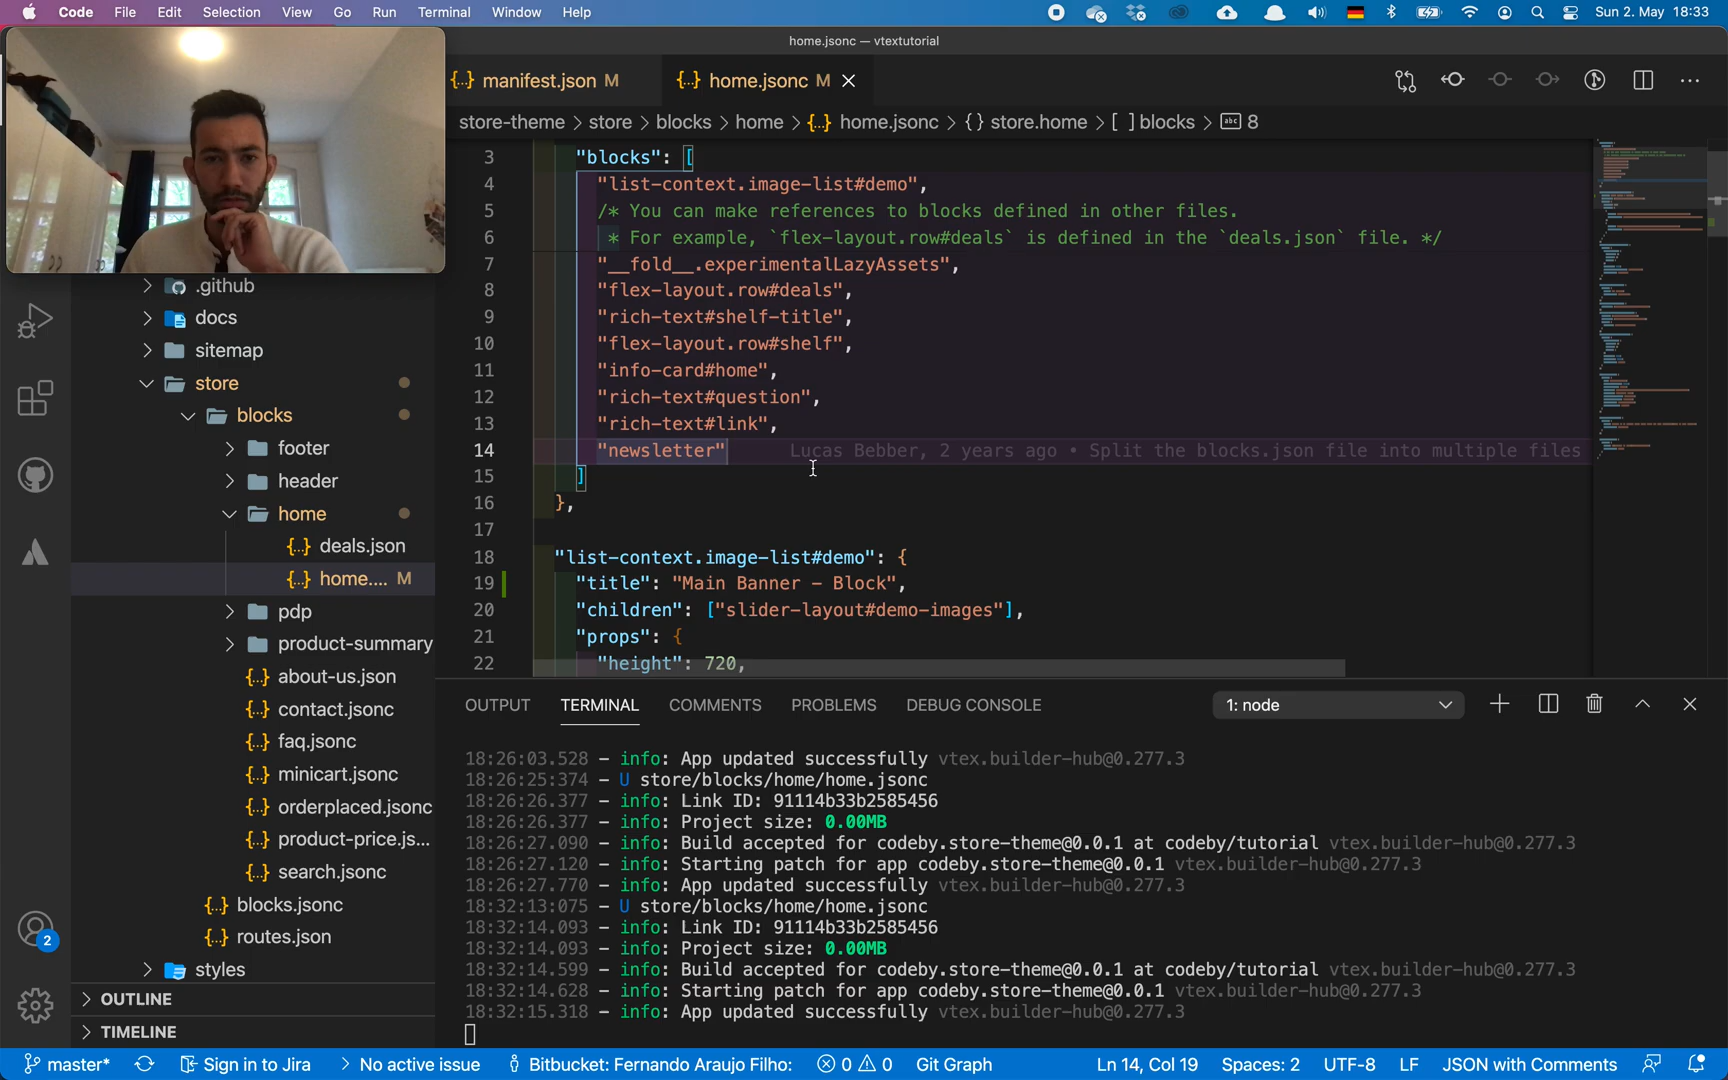 Code File Edit Selection View Go Run Terminal Window Help Sun 2. May 18:33
home.jsonc — vtextutorial
{..} manifest.json M {..} home.jsonc M
store-theme > store > blocks > home > {..} home.jsonc > {} store.home > [ ] blocks > abc 8
3 "blocks": [
4 "list-context.image-list#demo",
5 /* You can make references to blocks defined in other files.
6 * For example, `flex-layout.row#deals` is defined in the `deals.json` file. */
7 "__fold__.experimentalLazyAssets",
8 "flex-layout.row#deals",
9 "rich-text#shelf-title",
10 "flex-layout.row#shelf",
11 "info-card#home",
12 "rich-text#question",
13 "rich-text#link",
14 "newsletter" Lucas Bebber, 2 years ago • Split the blocks.json file into multiple files
15 ]
16 },
17
18 "list-context.image-list#demo": {
19 "title": "Main Banner – Block",
20 "children": ["slider-layout#demo-images"],
21 "props": {
22 "height": 720,
.github
docs
sitemap
store
blocks
footer
header
home
{..} deals.json
{..} home.... M
pdp
product-summary
{..} about-us.json
{..} contact.jsonc
{..} faq.jsonc
{..} minicart.jsonc
{..} orderplaced.jsonc
{..} product-price.js...
{..} search.jsonc
{..} blocks.jsonc
{..} routes.json
styles
OUTLINE
TIMELINE
2
OUTPUT TERMINAL COMMENTS PROBLEMS DEBUG CONSOLE 1: node
18:26:03.528 – info: App updated successfully vtex.builder-hub@0.277.3
18:26:25:374 – U store/blocks/home/home.jsonc
18:26:26.377 – info: Link ID: 91114b33b2585456
18:26:26.377 – info: Project size: 0.00MB
18:26:27.090 – info: Build accepted for codeby.store-theme@0.0.1 at codeby/tutorial vtex.builder-hub@0.277.3
18:26:27.120 – info: Starting patch for app codeby.store-theme@0.0.1 vtex.builder-hub@0.277.3
18:26:27.770 – info: App updated successfully vtex.builder-hub@0.277.3
18:32:13:075 – U store/blocks/home/home.jsonc
18:32:14.093 – info: Link ID: 91114b33b2585456
18:32:14.093 – info: Project size: 0.00MB
18:32:14.599 – info: Build accepted for codeby.store-theme@0.0.1 at codeby/tutorial vtex.builder-hub@0.277.3
18:32:14.628 – info: Starting patch for app codeby.store-theme@0.0.1 vtex.builder-hub@0.277.3
18:32:15.318 – info: App updated successfully vtex.builder-hub@0.277.3
master* Sign in to Jira No active issue Bitbucket: Fernando Araujo Filho: 0 0 Git Graph Ln 14, Col 19 Spaces: 2 UTF-8 LF JSON with Comments